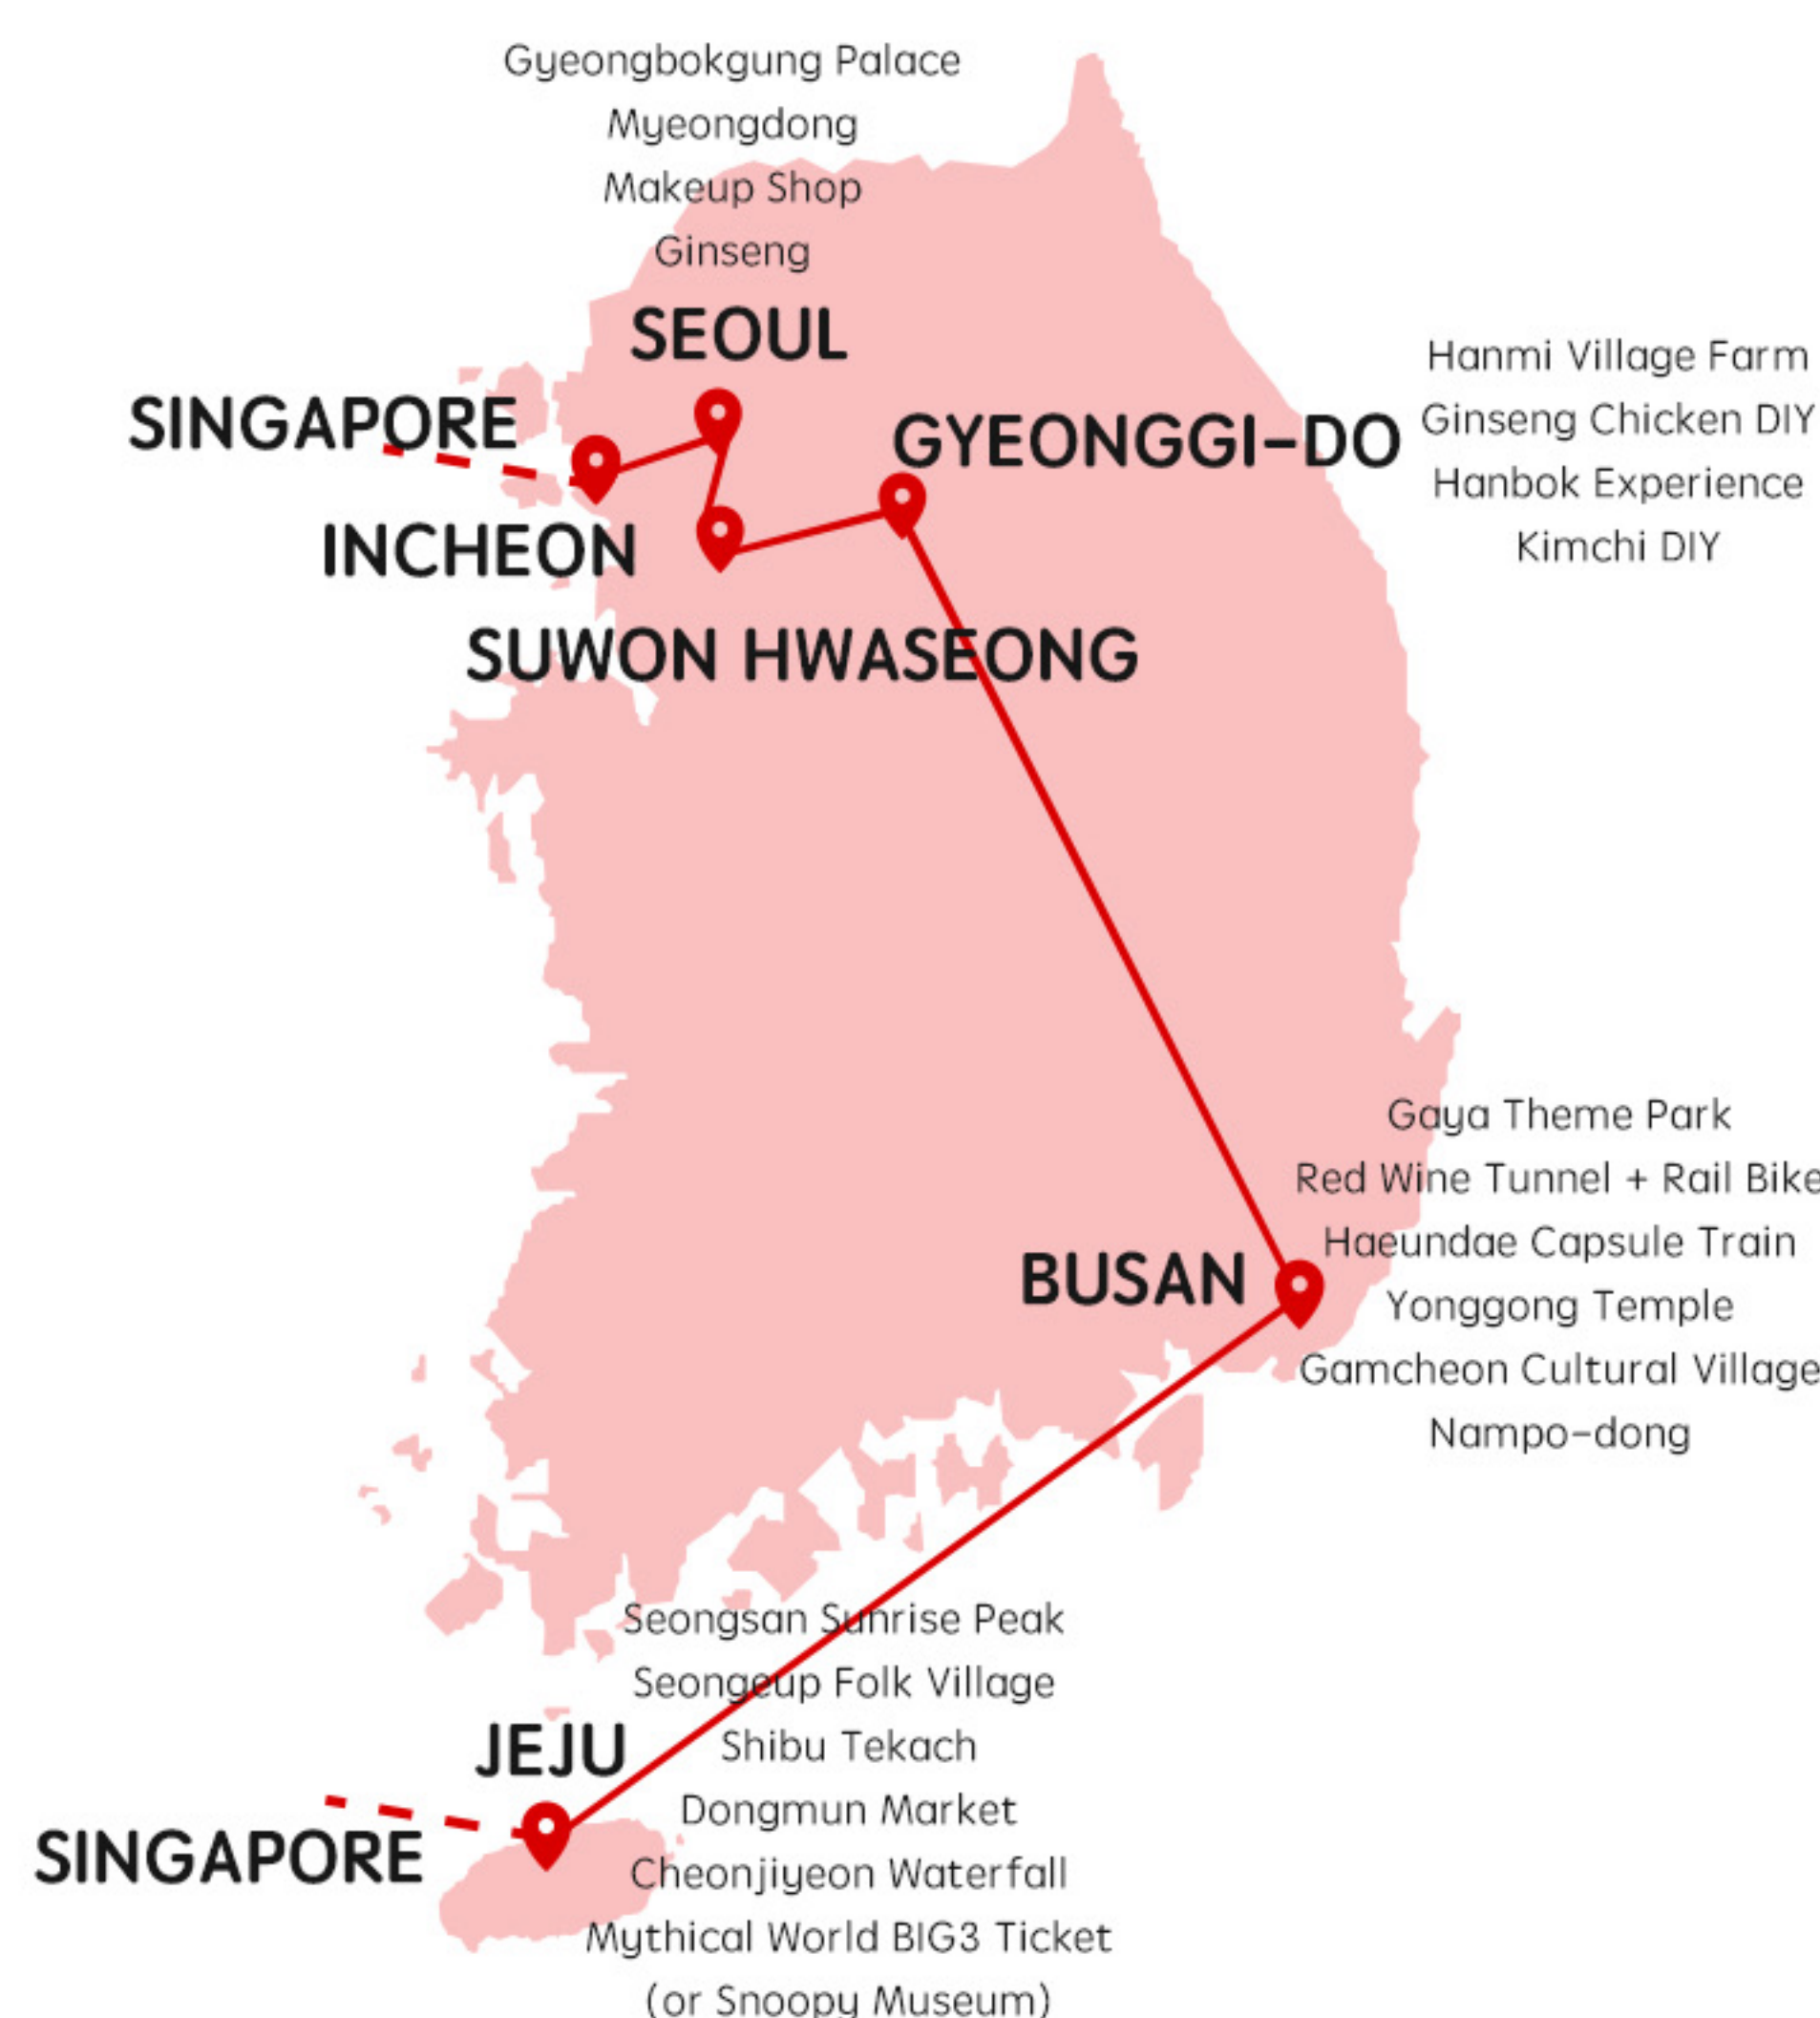 Gyeongbokgung Palace
Myeongdong
Makeup Shop
Ginseng
SEOUL
SINGAPORE
INCHEON
GYEONGGI-DO
Hanmi Village Farm
Ginseng Chicken DIY
Hanbok Experience
Kimchi DIY
SUWON HWASEONG
Gaya Theme Park
Red Wine Tunnel + Rail Bike
Haeundae Capsule Train
Yonggong Temple
Gamcheon Cultural Village
Nampo-dong
BUSAN
Seongsan Sunrise Peak
Seongeup Folk Village
Shibu Tekach
Dongmun Market
Cheonjiyeon Waterfall
Mythical World BIG3 Ticket
(or Snoopy Museum)
JEJU
SINGAPORE